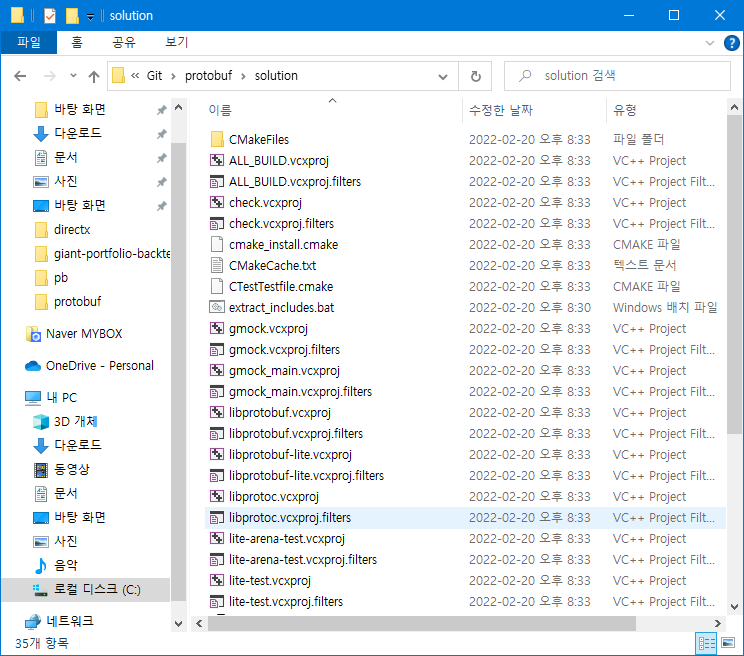 solution
파일 홈 공유 보기
« Git › protobuf › solution
solution 검색
바탕 화면
다운로드
문서
사진
바탕 화면
directx
giant-portfolio-backte
pb
protobuf
Naver MYBOX
OneDrive - Personal
내 PC
3D 개체
다운로드
동영상
문서
바탕 화면
사진
음악
로컬 디스크 (C:)
네트워크
이름 수정한 날짜 유형
CMakeFiles 2022-02-20 오후 8:33 파일 폴더
ALL_BUILD.vcxproj 2022-02-20 오후 8:33 VC++ Project
ALL_BUILD.vcxproj.filters 2022-02-20 오후 8:33 VC++ Project Filt...
check.vcxproj 2022-02-20 오후 8:33 VC++ Project
check.vcxproj.filters 2022-02-20 오후 8:33 VC++ Project Filt...
cmake_install.cmake 2022-02-20 오후 8:33 CMAKE 파일
CMakeCache.txt 2022-02-20 오후 8:33 텍스트 문서
CTestTestfile.cmake 2022-02-20 오후 8:33 CMAKE 파일
extract_includes.bat 2022-02-20 오후 8:30 Windows 배치 파일
gmock.vcxproj 2022-02-20 오후 8:33 VC++ Project
gmock.vcxproj.filters 2022-02-20 오후 8:33 VC++ Project Filt...
gmock_main.vcxproj 2022-02-20 오후 8:33 VC++ Project
gmock_main.vcxproj.filters 2022-02-20 오후 8:33 VC++ Project Filt...
libprotobuf.vcxproj 2022-02-20 오후 8:33 VC++ Project
libprotobuf.vcxproj.filters 2022-02-20 오후 8:33 VC++ Project Filt...
libprotobuf-lite.vcxproj 2022-02-20 오후 8:33 VC++ Project
libprotobuf-lite.vcxproj.filters 2022-02-20 오후 8:33 VC++ Project Filt...
libprotoc.vcxproj 2022-02-20 오후 8:33 VC++ Project
libprotoc.vcxproj.filters 2022-02-20 오후 8:33 VC++ Project Filt...
lite-arena-test.vcxproj 2022-02-20 오후 8:33 VC++ Project
lite-arena-test.vcxproj.filters 2022-02-20 오후 8:33 VC++ Project Filt...
lite-test.vcxproj 2022-02-20 오후 8:33 VC++ Project
lite-test.vcxproj.filters 2022-02-20 오후 8:33 VC++ Project Filt...
35개 항목